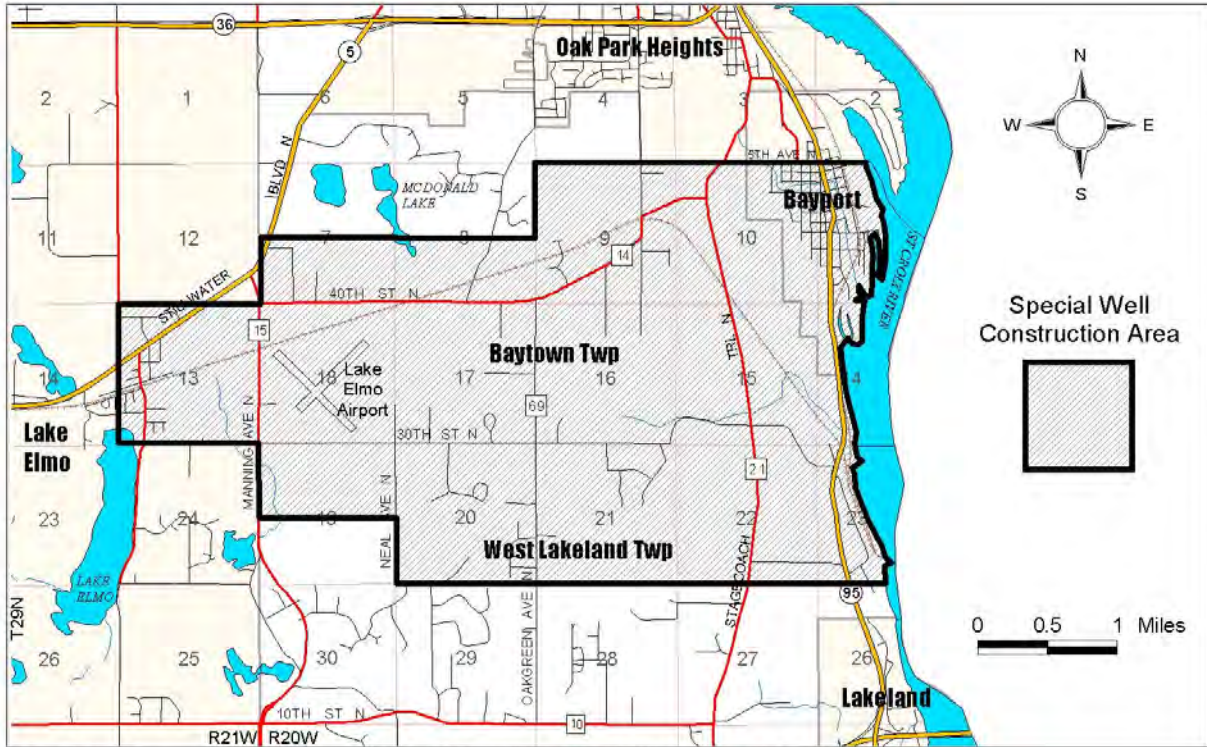 36
5
Oak Park Heights
2
1
6
5
4
3
2
N
W
E
S
5TH AVE N
BLVD N
MCDONALD
LAKE
Bayport
11
12
7
8
9
10
14
ST CROIX RIVER
40TH ST N
15
TRL N
Special Well
Construction Area
14
13
18
17
16
15
4
Baytown Twp
Lake
Elmo
Airport
69
30TH ST N
Lake
Elmo
MANNING AVE N
NEAL AVE N
21
23
24
19
20
21
22
23
West Lakeland Twp
LAKE
ELMO
OAKGREEN AVE N
STAGECOACH
95
0 0.5 1 Miles
T29N
26
25
30
29
28
27
26
Lakeland
10TH ST N
10
R21W R20W